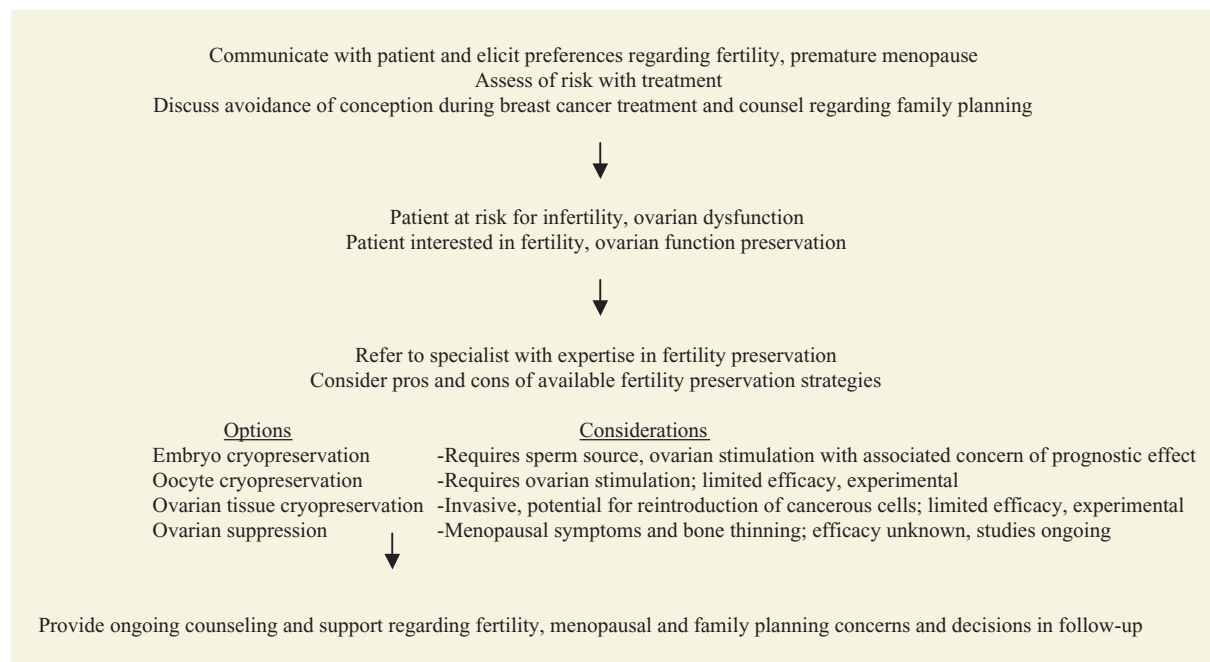 Communicate with patient and elicit preferences regarding fertility, premature menopause
Assess of risk with treatment
Discuss avoidance of conception during breast cancer treatment and counsel regarding family planning
Patient at risk for infertility, ovarian dysfunction
Patient interested in fertility, ovarian function preservation
Refer to specialist with expertise in fertility preservation
Consider pros and cons of available fertility preservation strategies
Options Considerations
Embryo cryopreservation -Requires sperm source, ovarian stimulation with associated concern of prognostic effect
Oocyte cryopreservation -Requires ovarian stimulation; limited efficacy, experimental
Ovarian tissue cryopreservation -Invasive, potential for reintroduction of cancerous cells; limited efficacy, experimental
Ovarian suppression -Menopausal symptoms and bone thinning; efficacy unknown, studies ongoing
Provide ongoing counseling and support regarding fertility, menopausal and family planning concerns and decisions in follow-up